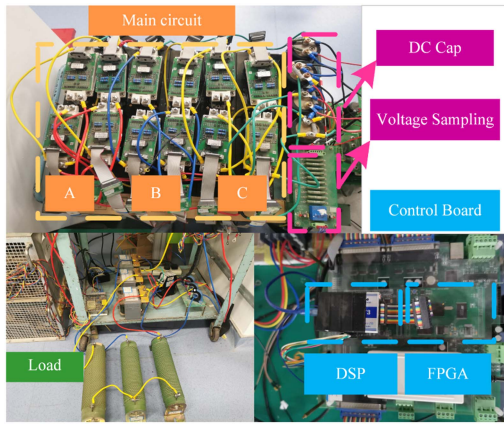 Main circuit
DC Cap
Voltage Sampling
A
B
C
Control Board
Load
DSP
FPGA